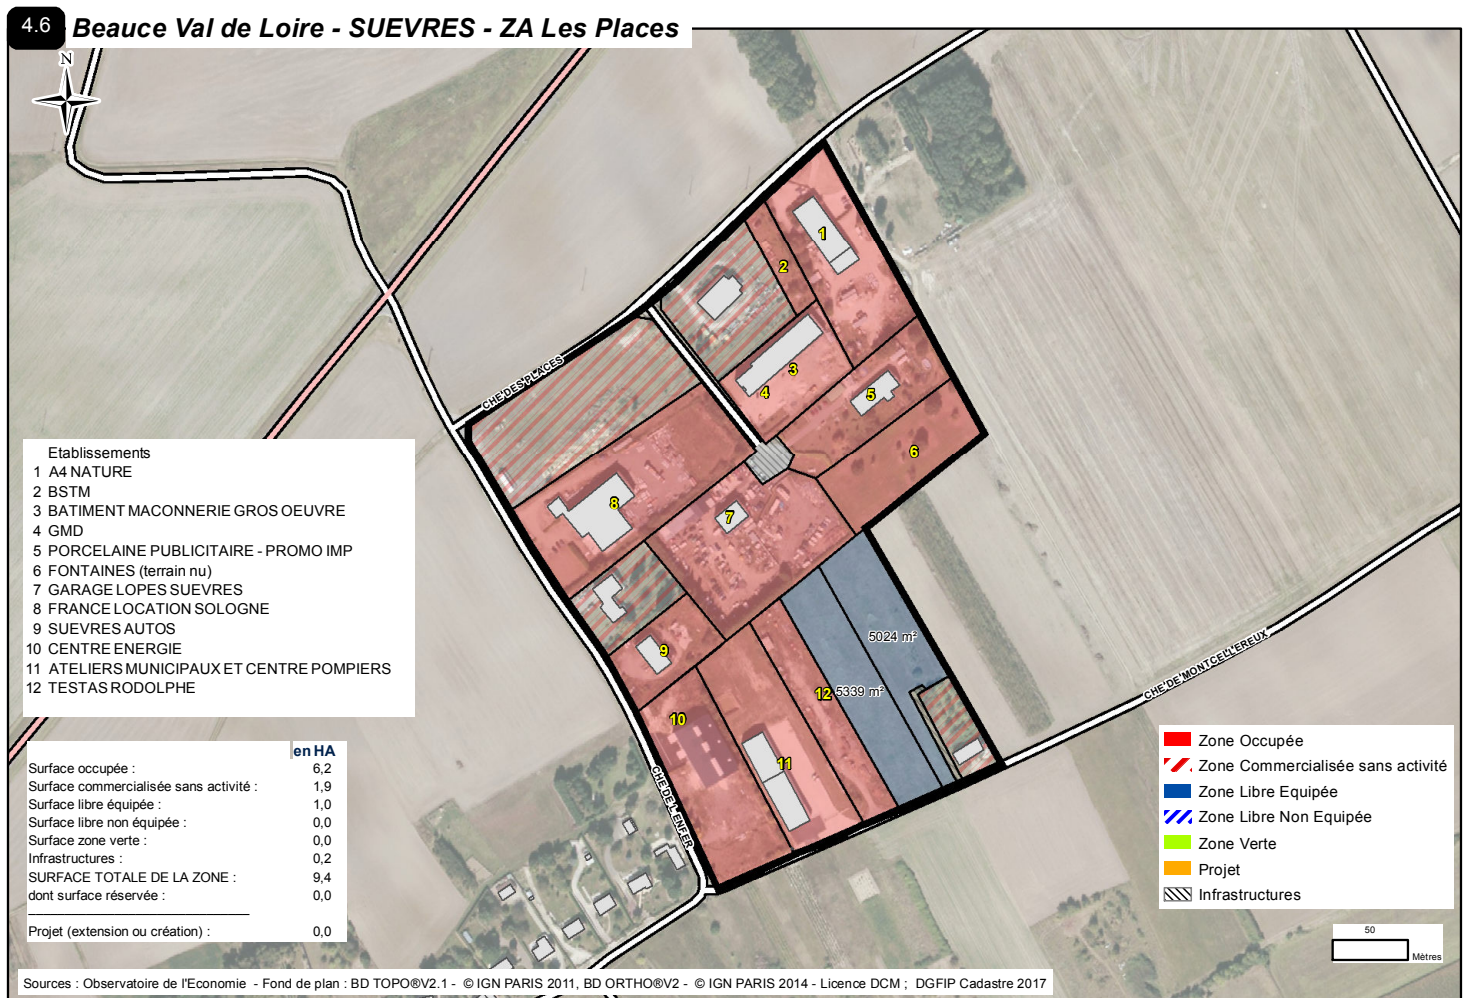 4.6
Beauce Val de Loire - SUEVRES - ZA Les Places
N
CHE DES PLACES
1
2
3
4
5
6
7
8
9
10
11
12
5024 m²
5339 m²
CHE DE MONTCELLEREUX
CHE DE L'ENFER
Etablissements
1 A4 NATURE
2 BSTM
3 BATIMENT MACONNERIE GROS OEUVRE
4 GMD
5 PORCELAINE PUBLICITAIRE - PROMO IMP
6 FONTAINES (terrain nu)
7 GARAGE LOPES SUEVRES
8 FRANCE LOCATION SOLOGNE
9 SUEVRES AUTOS
10 CENTRE ENERGIE
11 ATELIERS MUNICIPAUX ET CENTRE POMPIERS
12 TESTAS RODOLPHE
en HA
Surface occupée : 6,2
Surface commercialisée sans activité : 1,9
Surface libre équipée : 1,0
Surface libre non équipée : 0,0
Surface zone verte : 0,0
Infrastructures : 0,2
SURFACE TOTALE DE LA ZONE : 9,4
dont surface réservée : 0,0
Projet (extension ou création) : 0,0
Zone Occupée
Zone Commercialisée sans activité
Zone Libre Equipée
Zone Libre Non Equipée
Zone Verte
Projet
Infrastructures
50
Mètres
Sources : Observatoire de l'Economie - Fond de plan : BD TOPO®V2.1 - © IGN PARIS 2011, BD ORTHO®V2 - © IGN PARIS 2014 - Licence DCM ; DGFIP Cadastre 2017